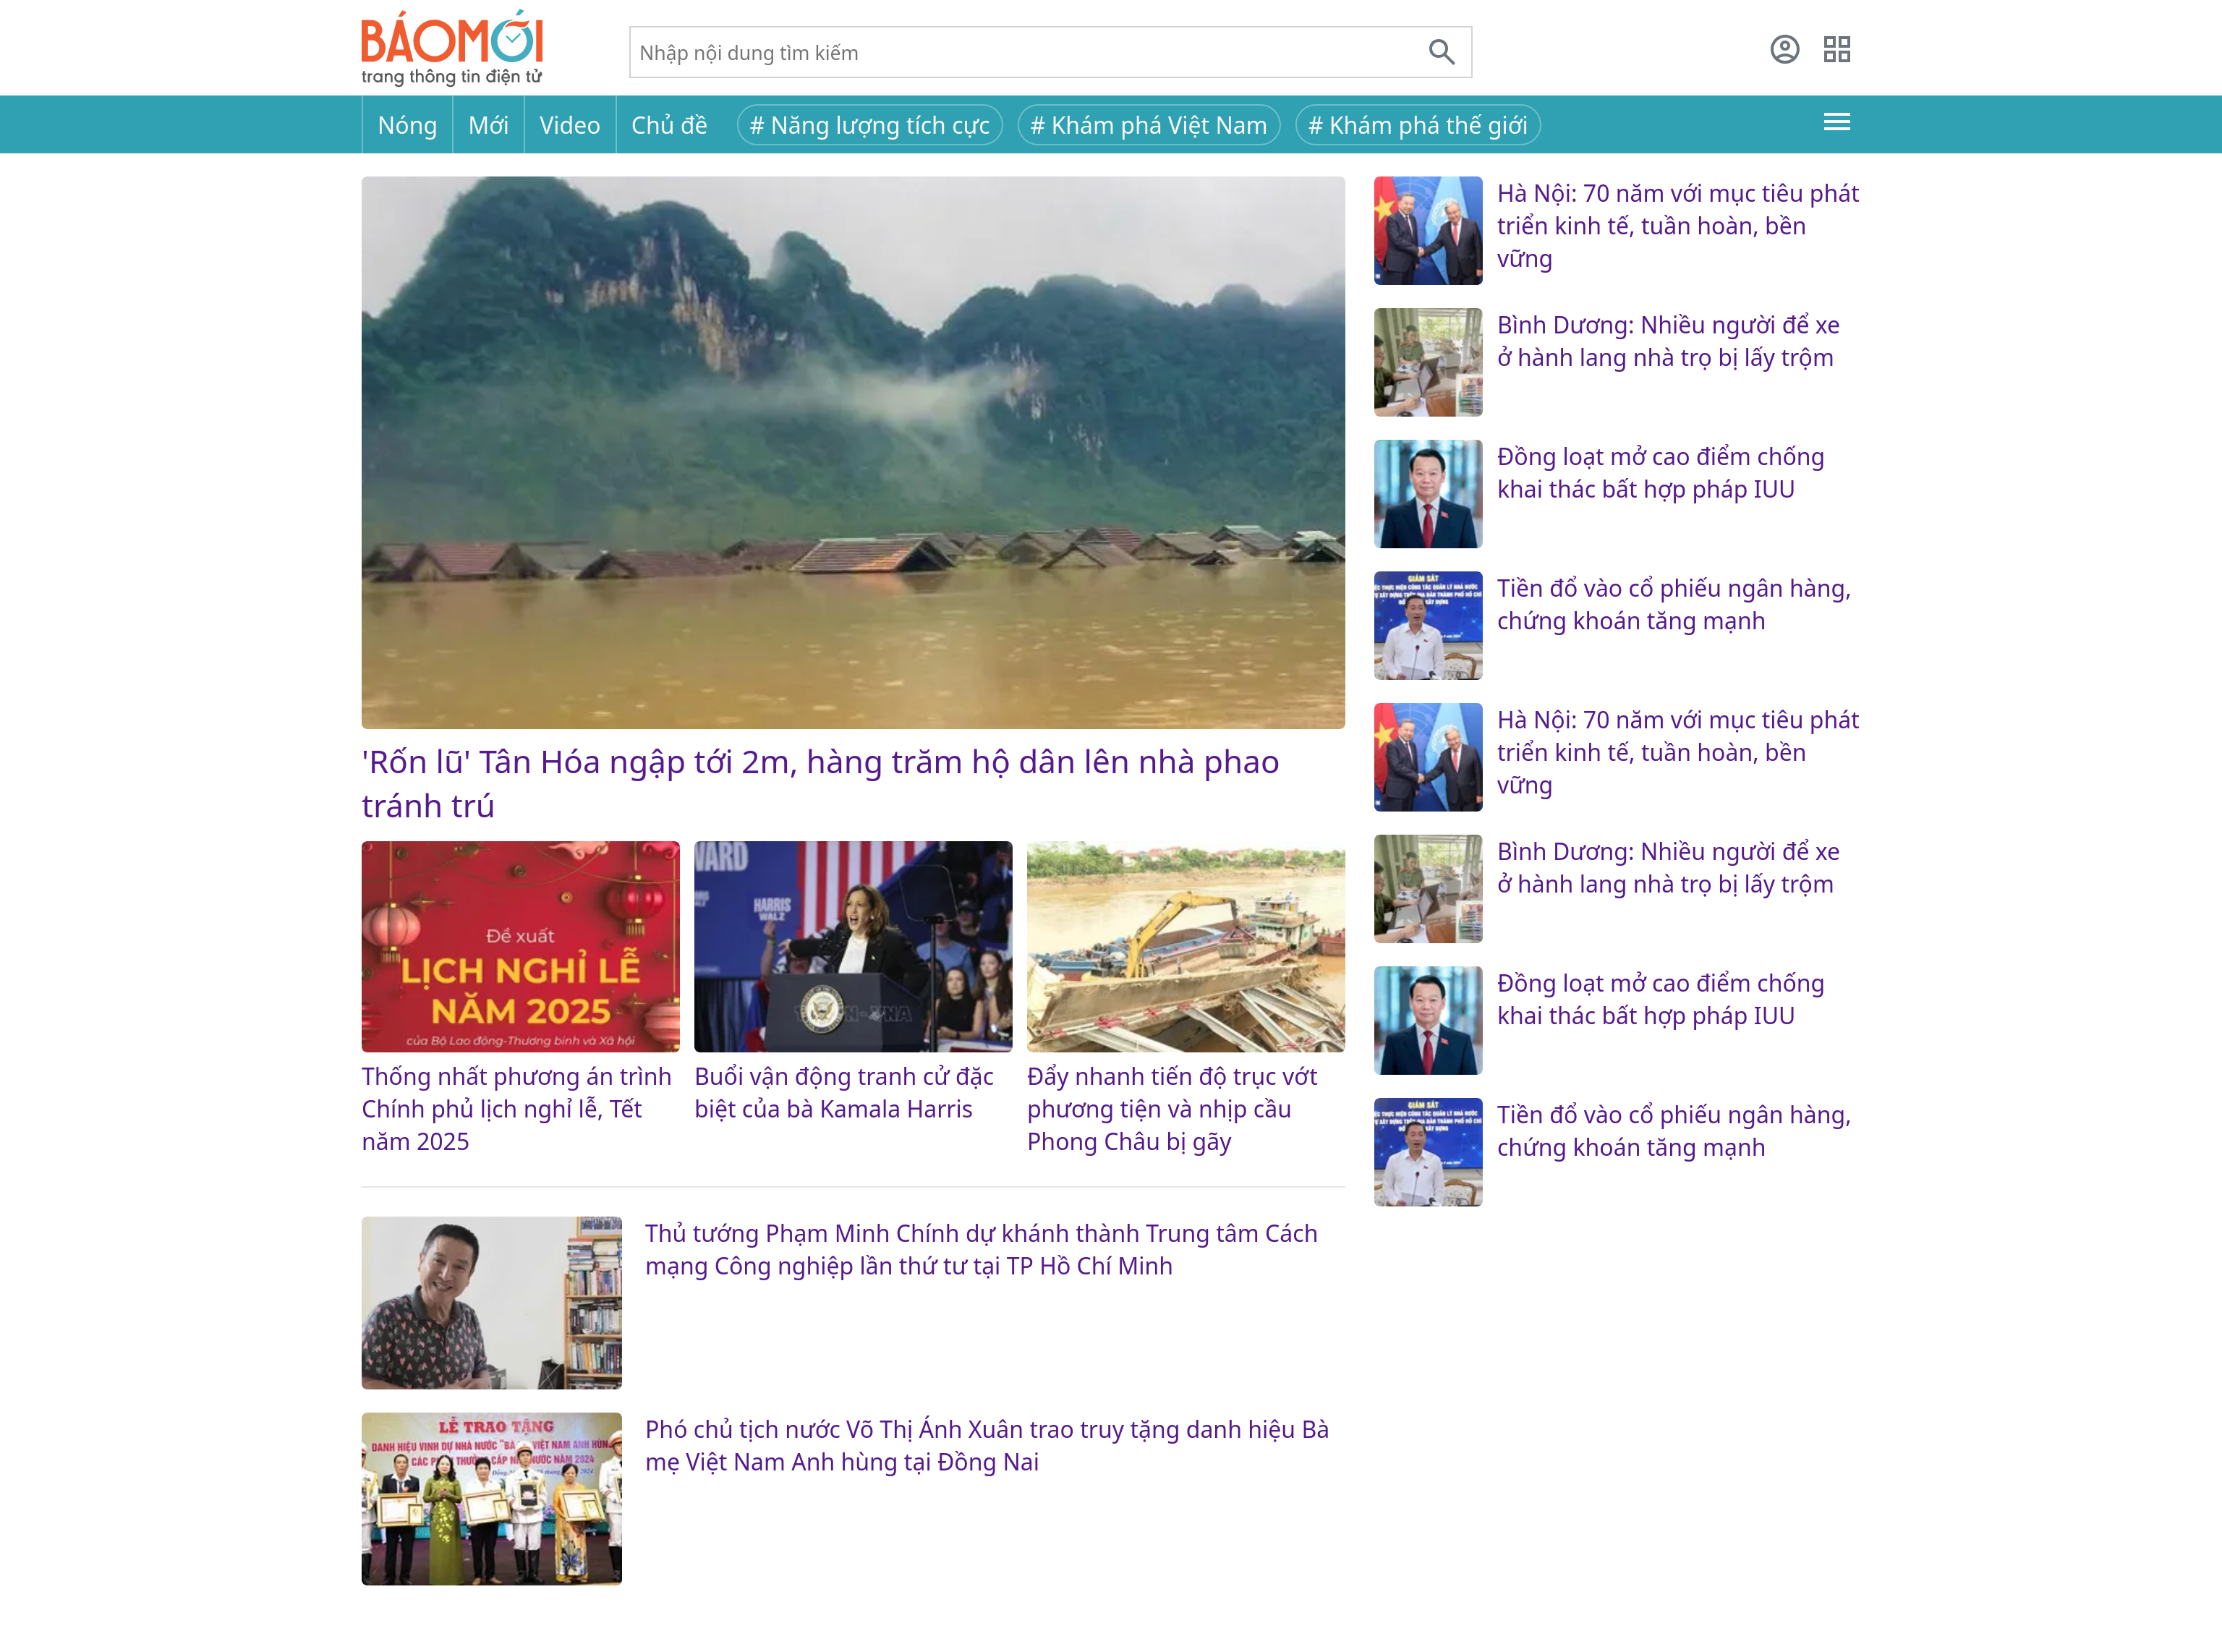 BÁOMỚI
trang thông tin điện tử
Nhập nội dung tìm kiếm
Nóng
Mới
Video
Chủ đề
# Năng lượng tích cực
# Khám phá Việt Nam
# Khám phá thế giới
'Rốn lũ' Tân Hóa ngập tới 2m, hàng trăm hộ dân lên nhà phao
tránh trú
Đề xuất
LỊCH NGHỈ LỄ
NĂM 2025
của Bộ Lao động-Thương binh và Xã hội
Thống nhất phương án trình
Chính phủ lịch nghỉ lễ, Tết
năm 2025
HARRIS
WALZ
Buổi vận động tranh cử đặc
biệt của bà Kamala Harris
Đẩy nhanh tiến độ trục vớt
phương tiện và nhịp cầu
Phong Châu bị gãy
Thủ tướng Phạm Minh Chính dự khánh thành Trung tâm Cách
mạng Công nghiệp lần thứ tư tại TP Hồ Chí Minh
LỄ TRAO TẶNG
DANH HIỆU VINH DỰ NHÀ NƯỚC "BÀ VIỆT NAM ANH HÙN
NƯỚC NĂM 2024
Phó chủ tịch nước Võ Thị Ánh Xuân trao truy tặng danh hiệu Bà
mẹ Việt Nam Anh hùng tại Đồng Nai
Hà Nội: 70 năm với mục tiêu phát
triển kinh tế, tuần hoàn, bền
vững
Bình Dương: Nhiều người để xe
ở hành lang nhà trọ bị lấy trộm
Đồng loạt mở cao điểm chống
khai thác bất hợp pháp IUU
GIÁM SÁT
Tiền đổ vào cổ phiếu ngân hàng,
chứng khoán tăng mạnh
Hà Nội: 70 năm với mục tiêu phát
triển kinh tế, tuần hoàn, bền
vững
Bình Dương: Nhiều người để xe
ở hành lang nhà trọ bị lấy trộm
Đồng loạt mở cao điểm chống
khai thác bất hợp pháp IUU
GIÁM SÁT
Tiền đổ vào cổ phiếu ngân hàng,
chứng khoán tăng mạnh